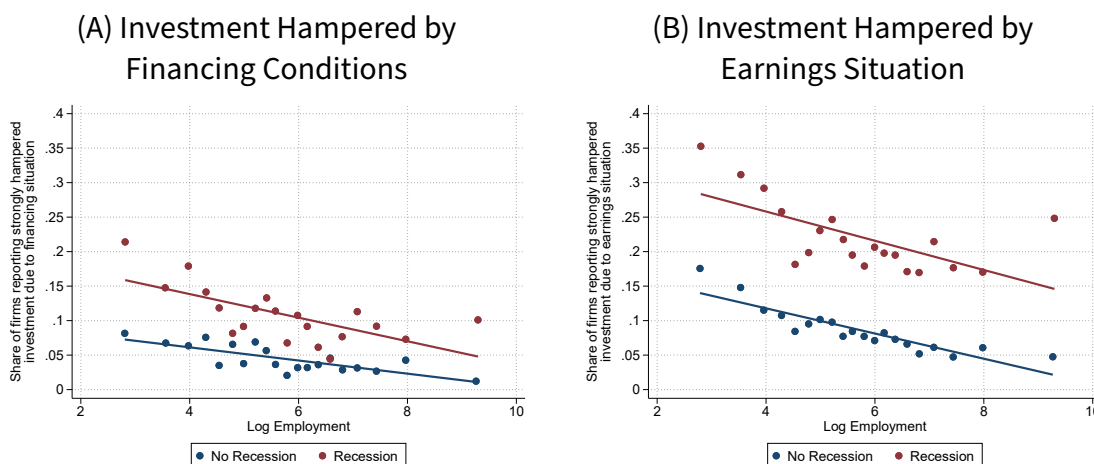 (A) Investment Hampered by
Financing Conditions
Share of firms reporting strongly hampered
investment due to financing situation
.4
.35
.3
.25
.2
.15
.1
.05
0
2
4
6
8
10
Log Employment
No Recession
Recession
(B) Investment Hampered by
Earnings Situation
Share of firms reporting strongly hampered
investment due to earnings situation
.4
.35
.3
.25
.2
.15
.1
.05
0
2
4
6
8
10
Log Employment
No Recession
Recession